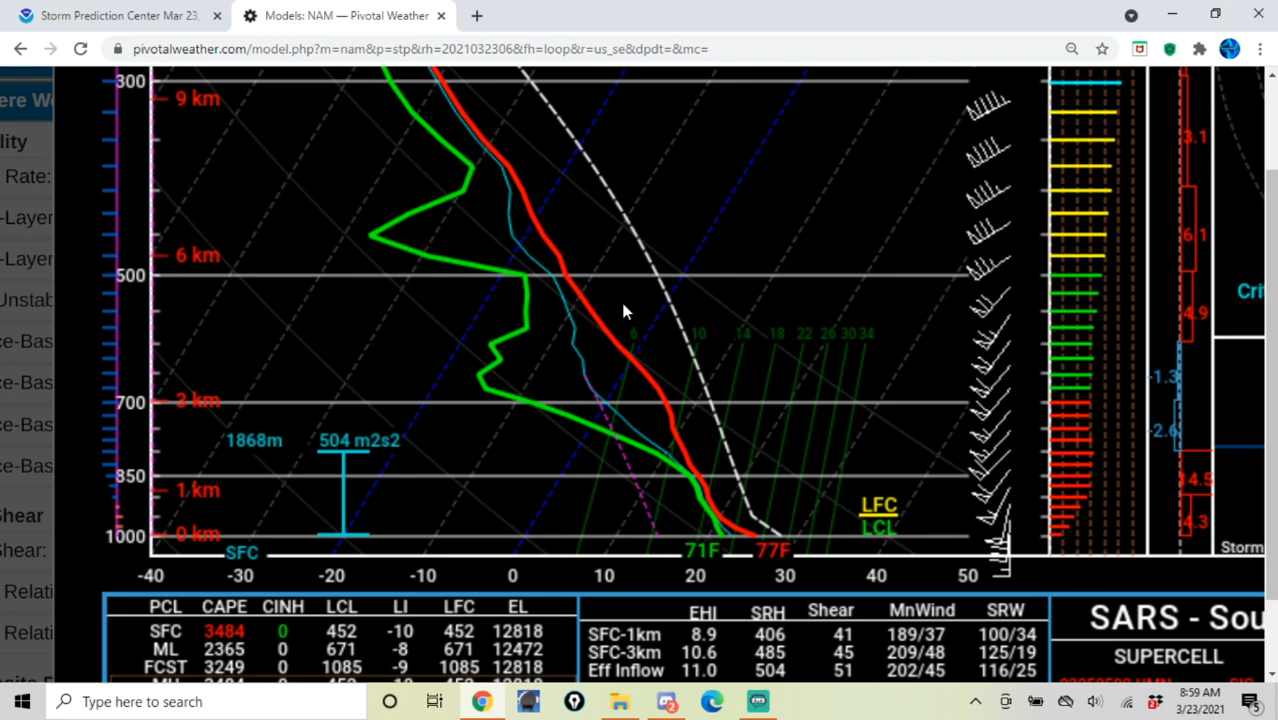 Storm Prediction Center Mar 23,
Models: NAM — Pivotal Weather
pivotalweather.com/model.php?m=nam&p=stp&rh=2021032306&fh=loop&r=us_se&dpdt=&mc=
300
9 km
6 km
500
6 10 14 18 22 26 30 34
700
3 km
1868m 504 m2s2
850
1 km
LFC
LCL
1000
0 km
SFC
71F 77F
-40 -30 -20 -10 0 10 20 30 40 50
ere We
lity
Rate:
-Layer
-Layer
Unstab
ce-Bas
ce-Bas
ce-Bas
ce-Bas
Shear
Shear:
Relati
Relati
3.1
6.1
4.9
-1.3
-2.6
4.5
4.3
Crit
Storm
PCL CAPE CINH LCL LI LFC EL
SFC 3484 0 452 -10 452 12818
ML 2365 0 671 -8 671 12472
FCST 3249 0 1085 -9 1085 12818
EHI SRH Shear MnWind SRW
SFC-1km 8.9 406 41 189/37 100/34
SFC-3km 10.6 485 45 209/48 125/19
Eff Inflow 11.0 504 51 202/45 116/25
SARS - Sou
SUPERCELL
Type here to search
2
2
8:59 AM
3/23/2021
5